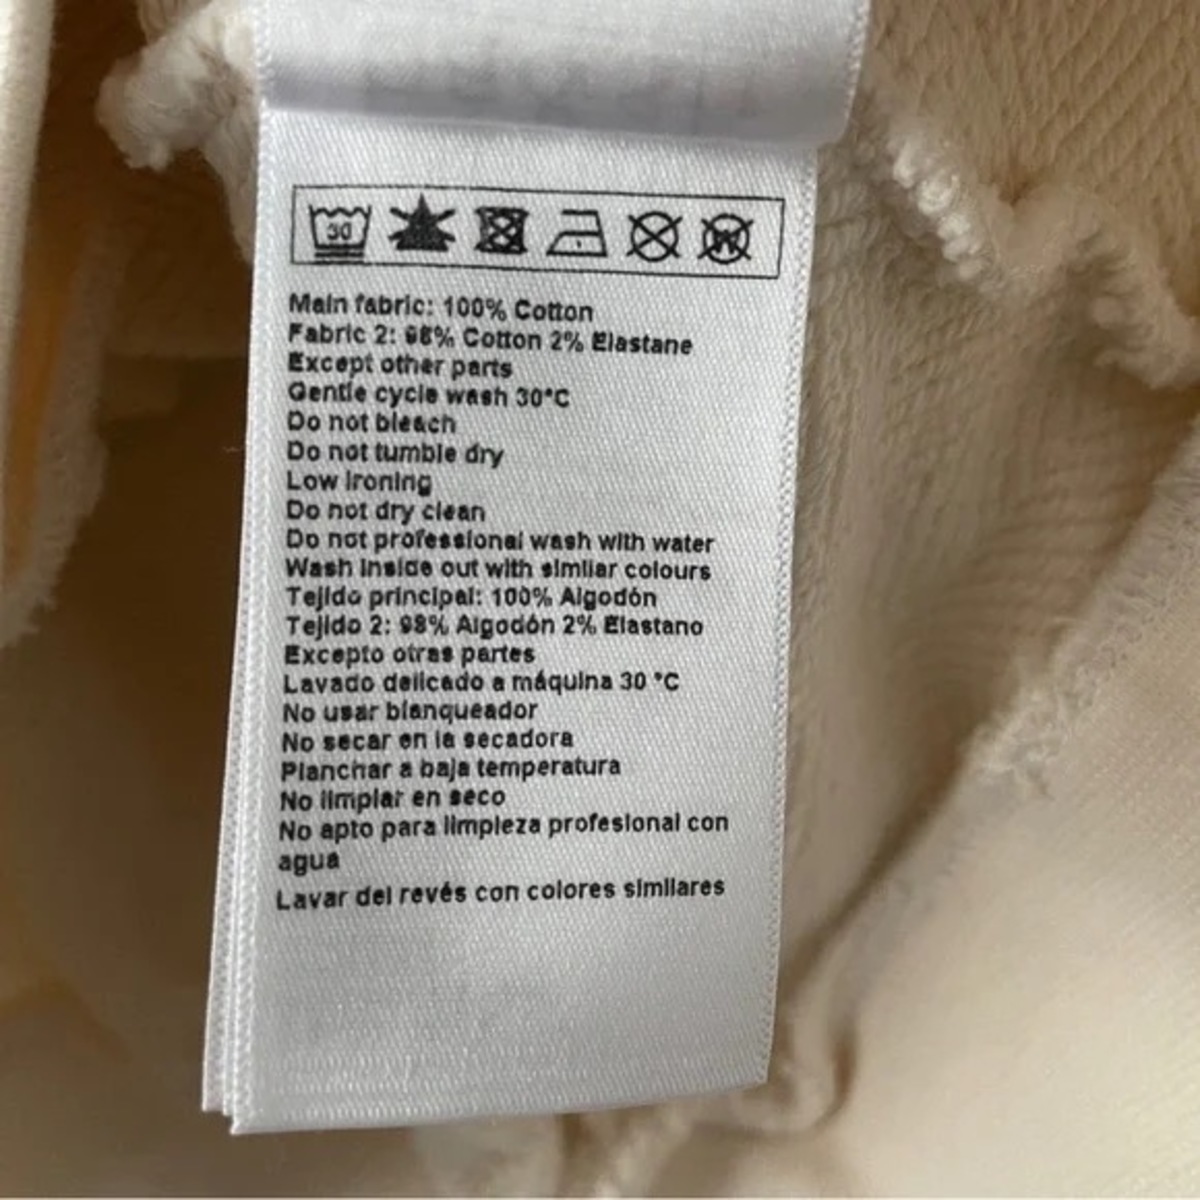 30
W
Main fabric: 100% Cotton
Fabric 2: 98% Cotton 2% Elastane
Except other parts
Gentle cycle wash 30°C
Do not bleach
Do not tumble dry
Low ironing
Do not dry clean
Do not professional wash with water
Wash inside out with similar colours
Tejido principal: 100% Algodón
Tejido 2: 98% Algodón 2% Elastano
Excepto otras partes
Lavado delicado a máquina 30 °C
No usar blanqueador
No secar en la secadora
Planchar a baja temperatura
No limpiar en seco
No apto para limpieza profesional con
agua
Lavar del revés con colores similares